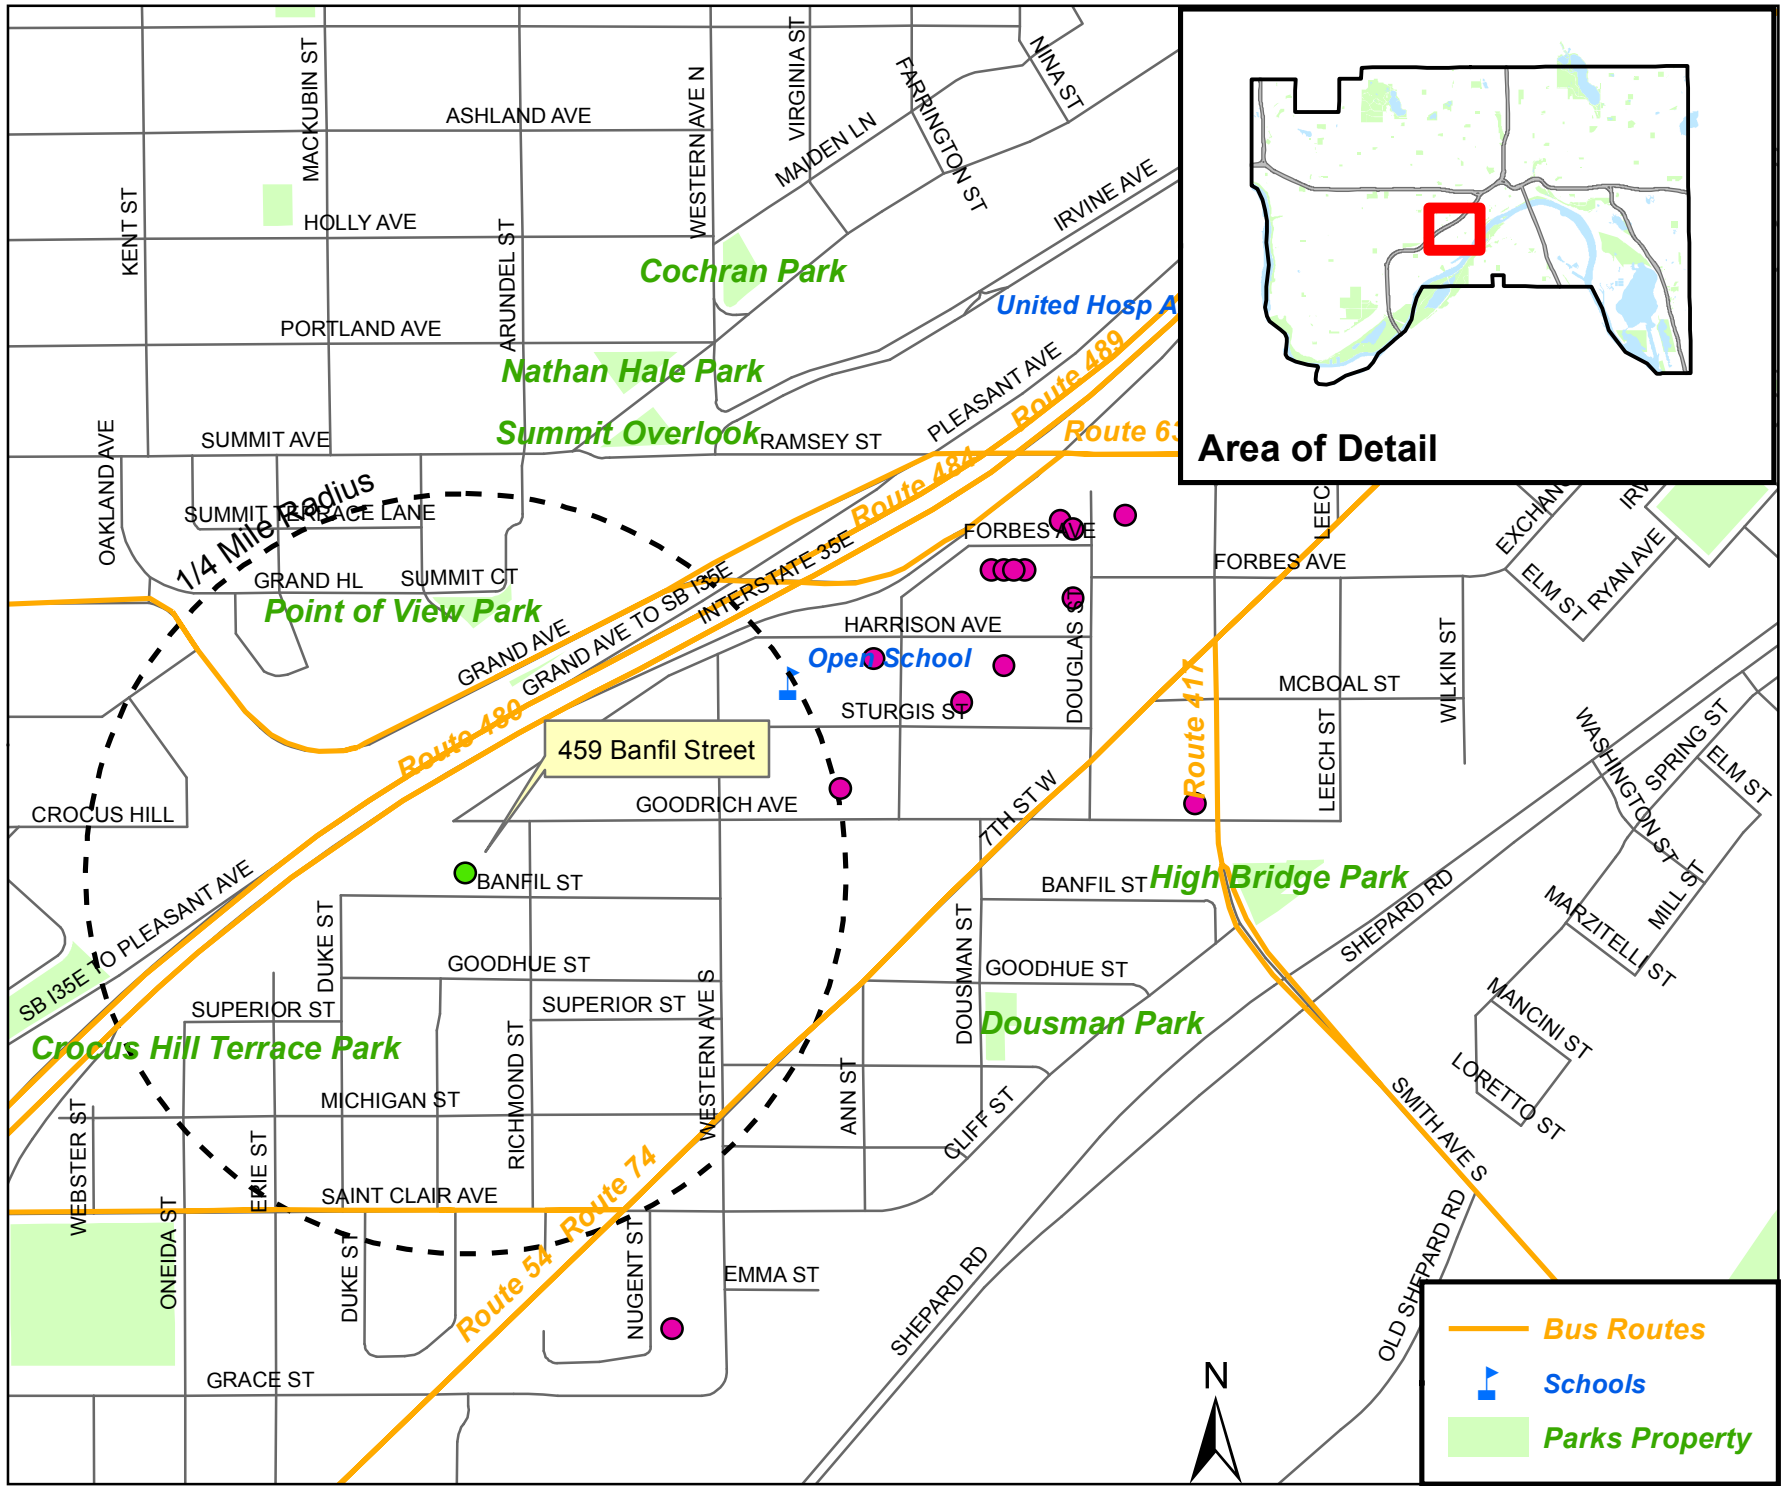 KENT ST
MACKUBIN ST
ASHLAND AVE
WESTERN AVE N
VIRGINIA ST
FARRINGTON ST
NINA ST
MAIDEN LN
IRVINE AVE
HOLLY AVE
ARUNDEL ST
Cochran Park
United Hosp A
PORTLAND AVE
Nathan Hale Park
PLEASANT AVE
Route 489
Summit Overlook
RAMSEY ST
Route 63
SUMMIT AVE
OAKLAND AVE
Area of Detail
1/4 Mile Radius
SUMMIT TERRACE LANE
Route 484
FORBES AVE
LEEC
EXCHANG
IRV
GRAND HL
SUMMIT CT
Point of View Park
INTERSTATE 35E
FORBES AVE
ELM ST
RYAN AVE
GRAND AVE
GRAND AVE TO SB I35E
HARRISON AVE
Open School
DOUGLAS ST
WILKIN ST
Route 480
STURGIS ST
MCBOAL ST
Route 417
459 Banfil Street
LEECH ST
WASHINGTON ST
SPRING ST
ELM ST
CROCUS HILL
GOODRICH AVE
7TH ST W
BANFIL ST
BANFIL ST
High Bridge Park
SHEPARD RD
MILL ST
MARZITELLI ST
SB I35E TO PLEASANT AVE
DUKE ST
GOODHUE ST
DOUSMAN ST
GOODHUE ST
SUPERIOR ST
SUPERIOR ST
WESTERN AVE S
Dousman Park
MANCINI ST
Crocus Hill Terrace Park
RICHMOND ST
LORETTO ST
MICHIGAN ST
ANN ST
CLIFF ST
SMITH AVE S
WEBSTER ST
ERIE ST
SAINT CLAIR AVE
Route 74
ONEIDA ST
DUKE ST
Route 54
NUGENT ST
EMMA ST
SHEPARD RD
OLD SHEPARD RD
GRACE ST
N
Bus Routes
Schools
Parks Property